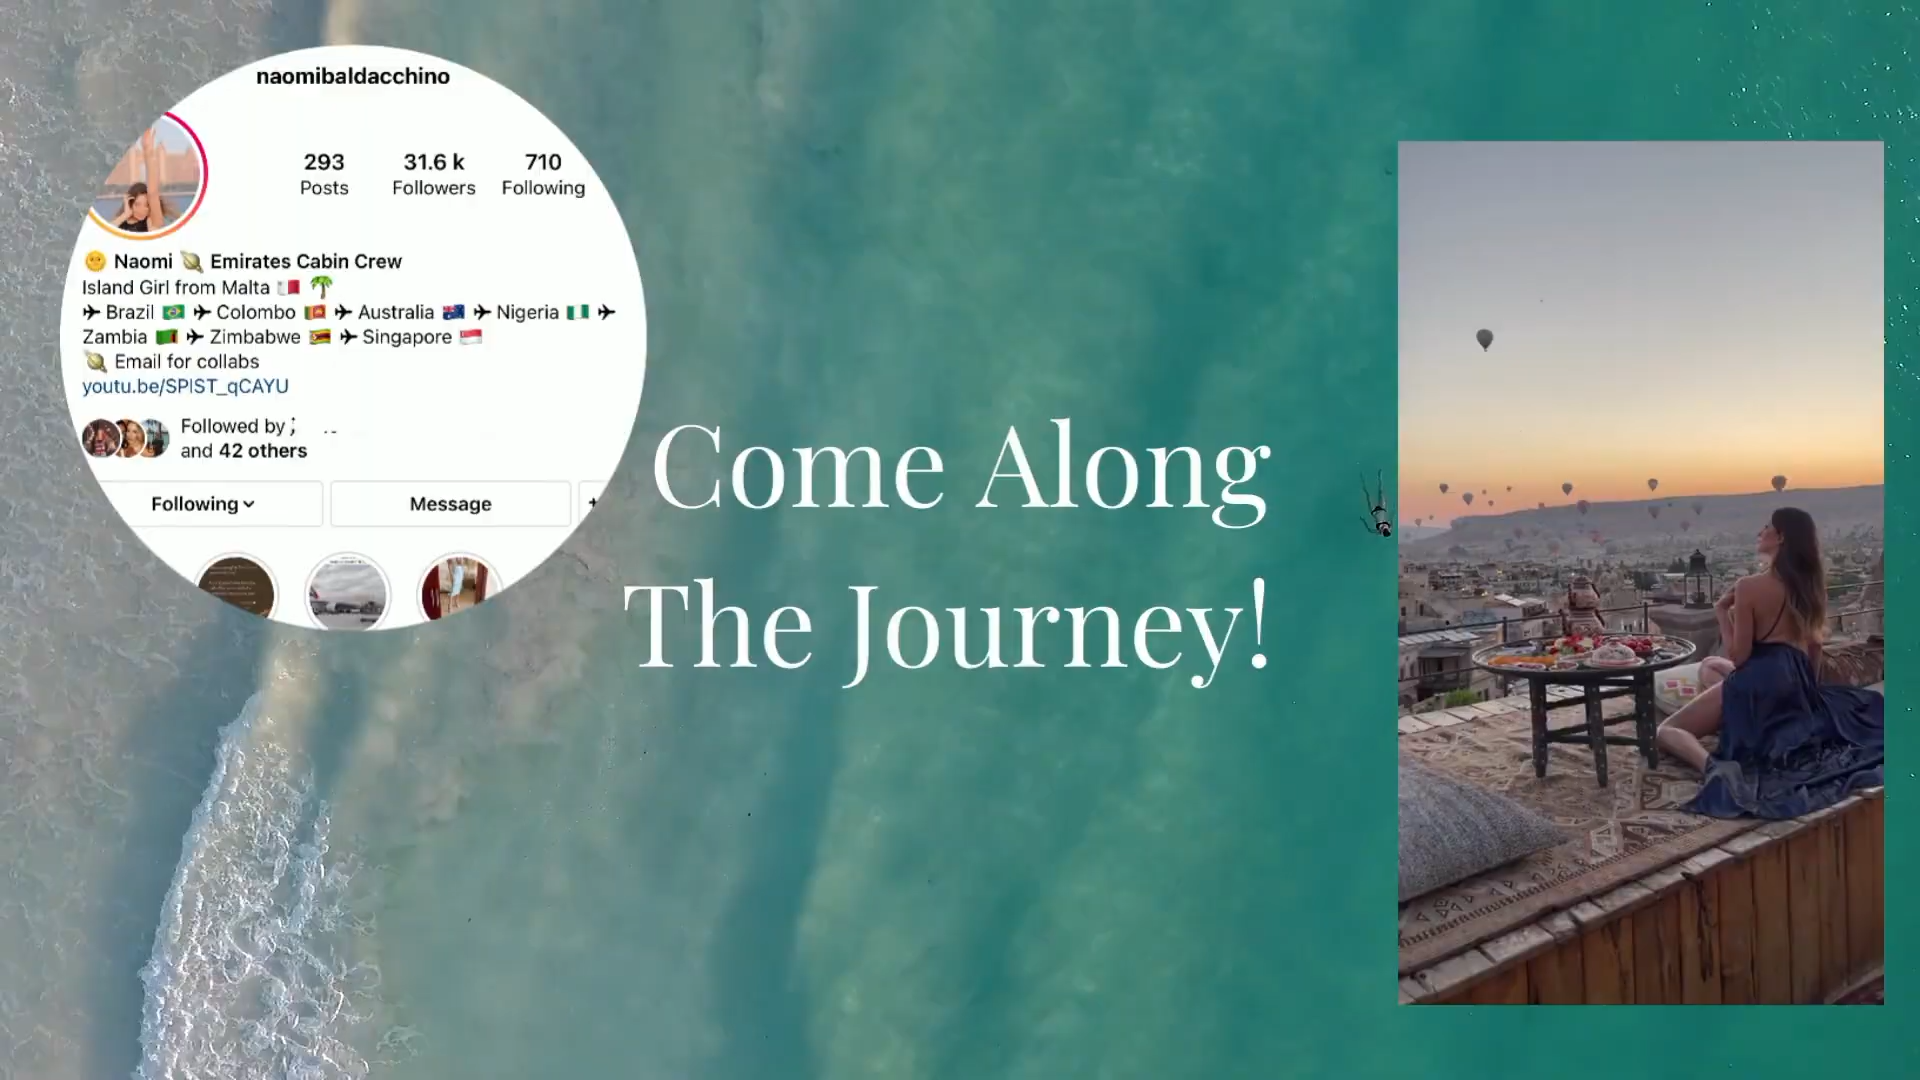 naomibaldacchino
293 31.6 k 710
Posts Followers Following
🌞 Naomi 🪐 Emirates Cabin Crew
Island Girl from Malta 🇲🇹 🌴
✈ Brazil 🇧🇷 ✈ Colombo 🇱🇰 ✈ Australia 🇦🇺 ✈ Nigeria 🇳🇬 ✈
Zambia 🇿🇲 ✈ Zimbabwe 🇿🇼 ✈ Singapore 🇸🇬
🪐 Email for collabs
youtu.be/SPIST_qCAYU
Followed by
and 42 others
Following Message +
Come Along
The Journey!